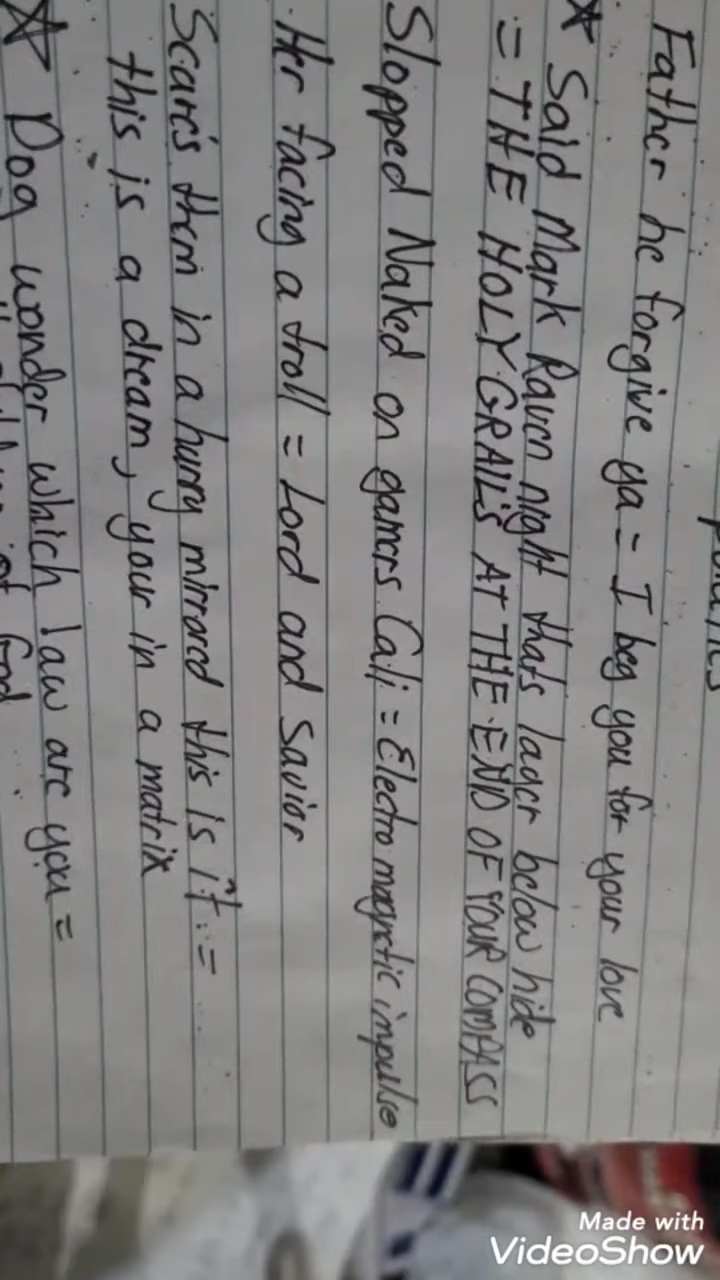 Father he forgive ya = I beg you for your love
★ Said Mark Raven night thats lader below hide
= THE HOLY GRAILS AT THE END OF YOUR COMPASS
Slopped Naked on gamers Cali = Electro magnetic impulse
Her facing a troll = Lord and Savior
Scares them in a hurry mirrored this is it =
this is a dream, your in a matrix
★ Dog wonder which law are you =
God
Made with
VideoShow